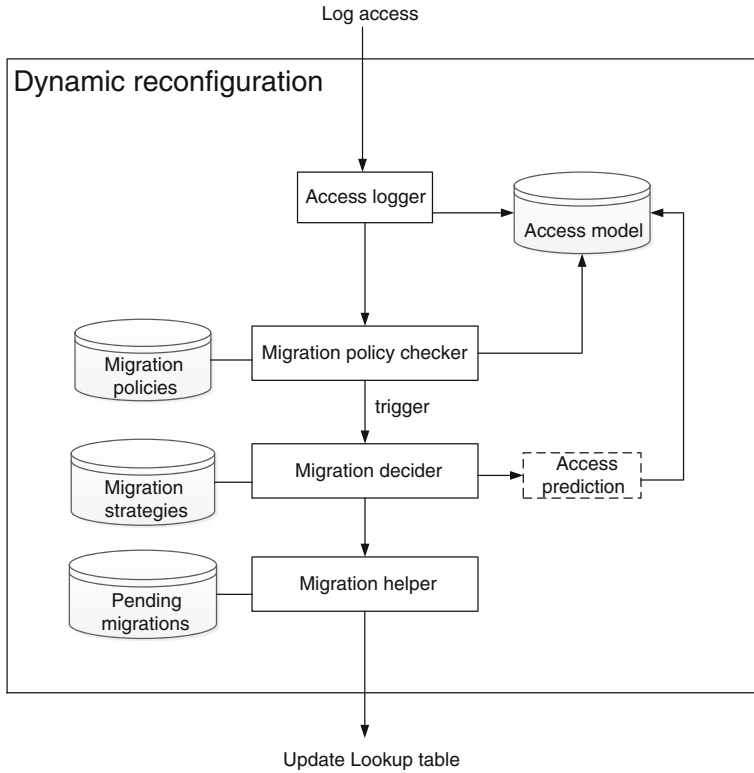 Log access
Dynamic reconfiguration
Access logger
Access model
Migration
policies
Migration policy checker
trigger
Migration
strategies
Migration decider
Access
prediction
Pending
migrations
Migration helper
Update Lookup table